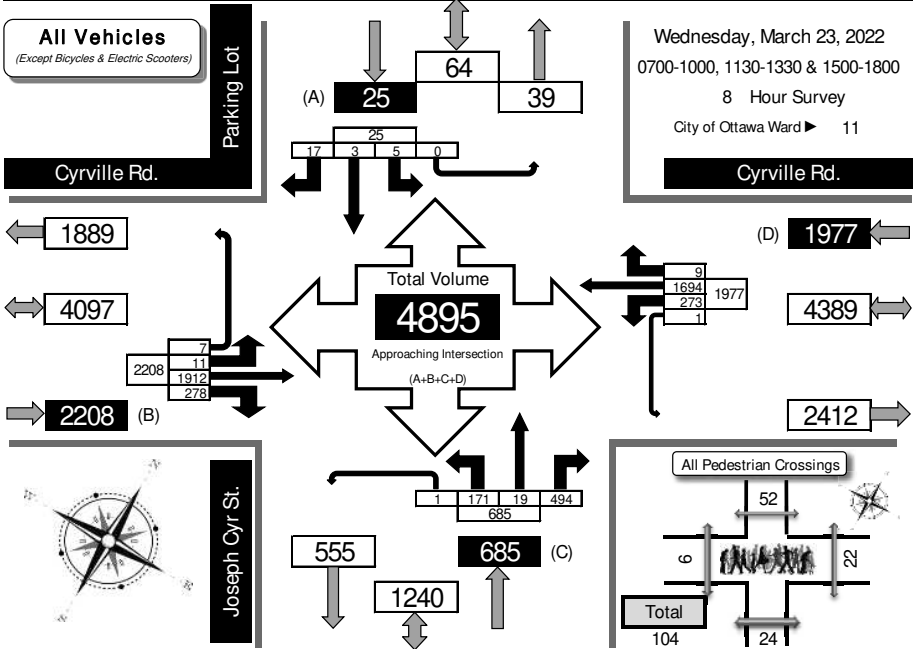 All Vehicles
(Except Bicycles & Electric Scooters)
Parking Lot
Cyrville Rd.
(A)
25
64
39
25
17 3 5 0
Wednesday, March 23, 2022
0700-1000, 1130-1330 & 1500-1800
8 Hour Survey
City of Ottawa Ward ► 11
Cyrville Rd.
1889
4097
2208
(B)
2208
7
11
1912
278
Total Volume
4895
Approaching Intersection
(A+B+C+D)
9
1694
273
1
1977
(D)
1977
4389
2412
Joseph Cyr St.
1 171 19 494
685
555
1240
685
(C)
All Pedestrian Crossings
52
6
22
Total
104
24